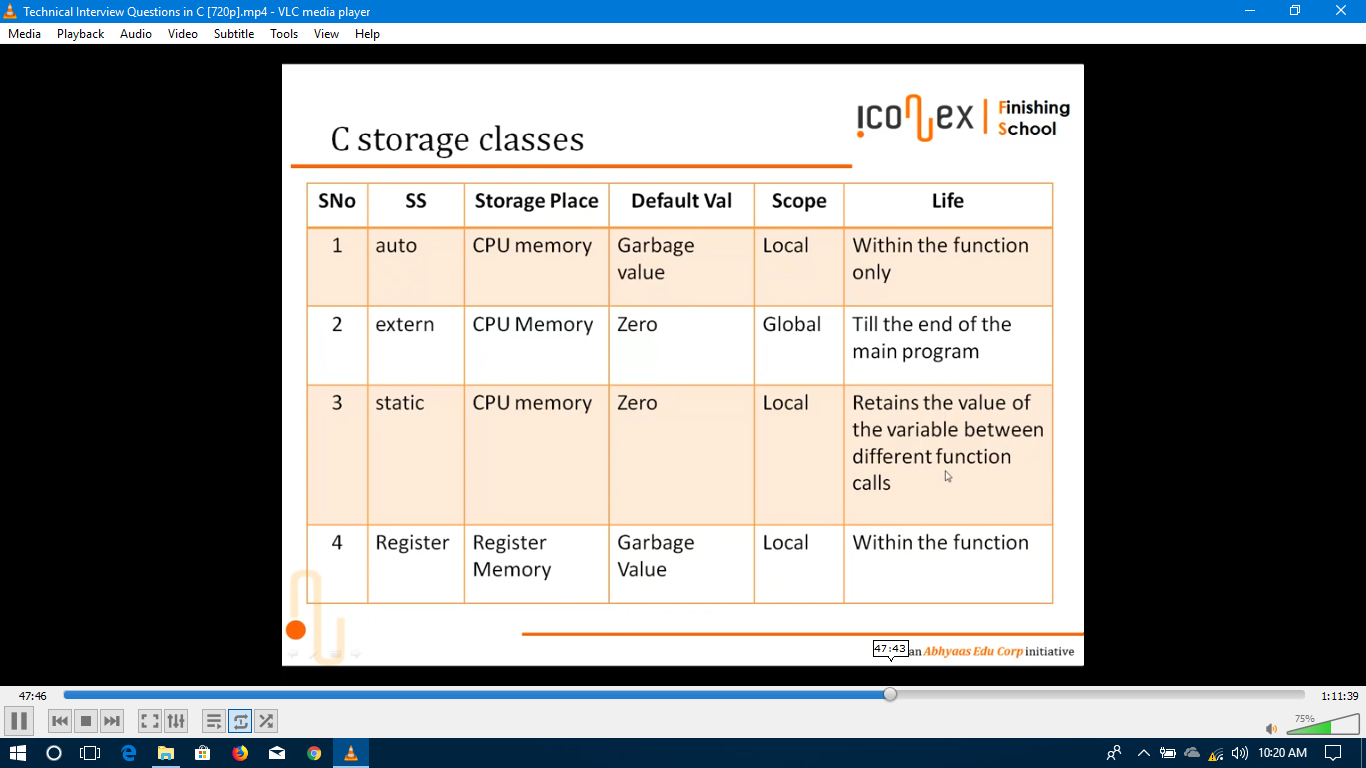 Technical Interview Questions in C [720p].mp4 - VLC media player
Media Playback Audio Video Subtitle Tools View Help
iconex Finishing School
C storage classes
SNo SS Storage Place Default Val Scope Life
1 auto CPU memory Garbage value Local Within the function only
2 extern CPU Memory Zero Global Till the end of the main program
3 static CPU memory Zero Local Retains the value of the variable between different function calls
4 Register Register Memory Garbage Value Local Within the function
47:43
an Abhyaas Edu Corp initiative
47:46 1:11:39
75%
10:20 AM